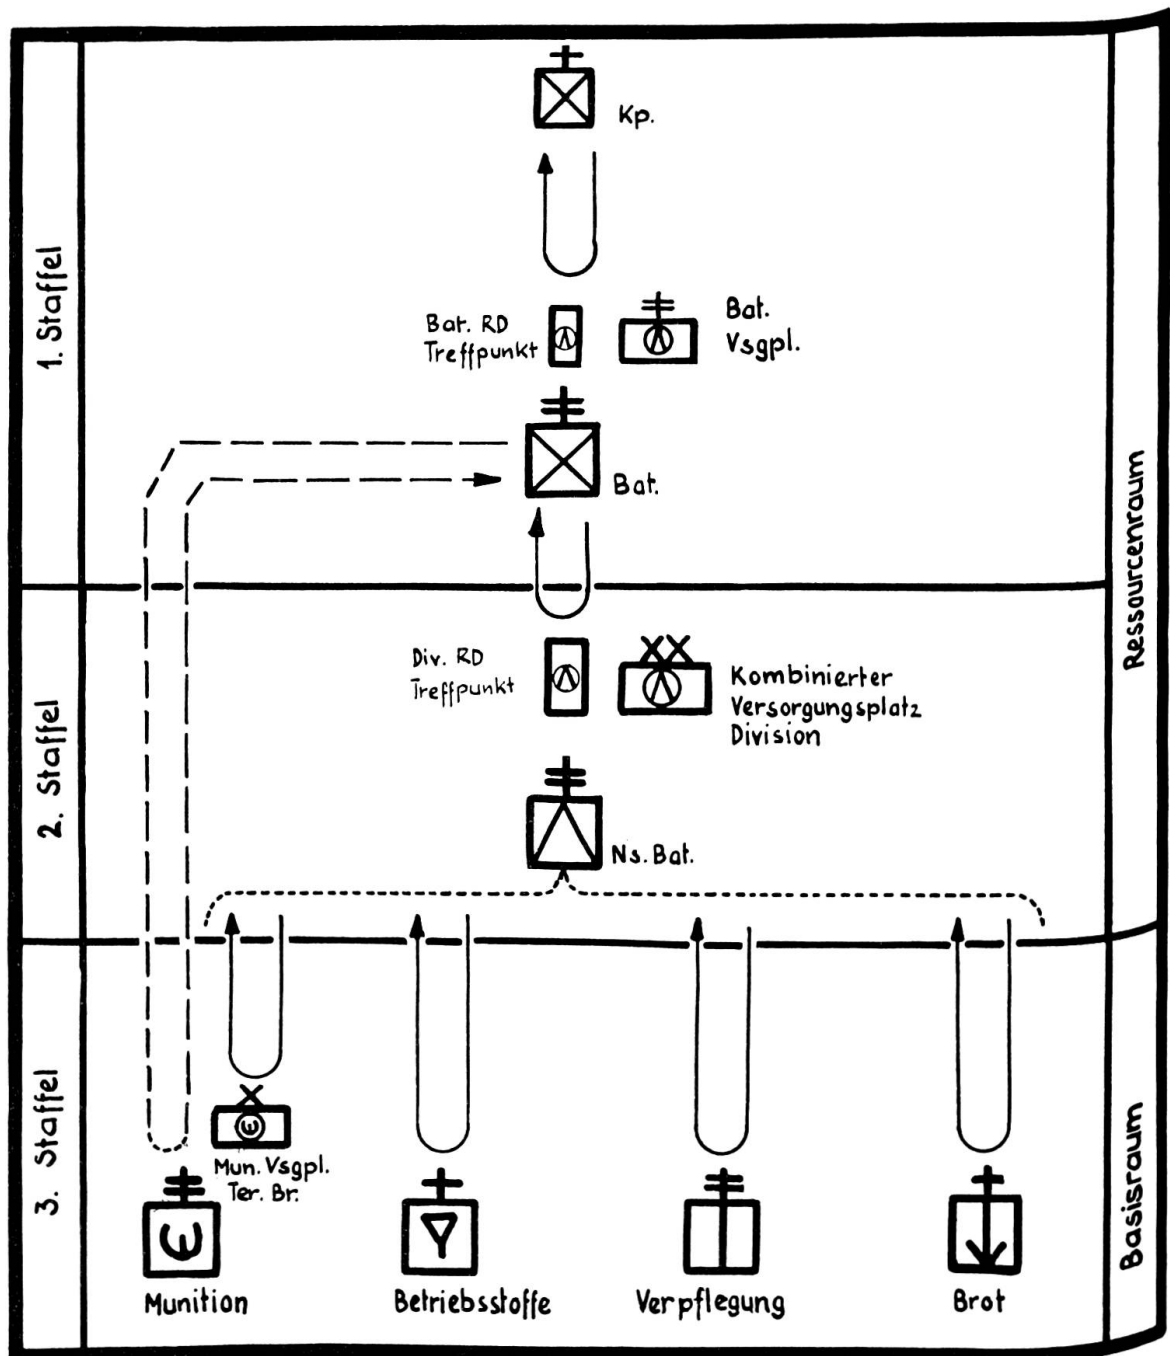 1. Staffel
Kp.
Bat. RD
Treffpunkt
Bat.
Vsgpl.
Bat.
Ressourcenraum
2. Staffel
Div. RD
Treffpunkt
Kombinierter
Versorgungsplatz
Division
Ns. Bat.
3. Staffel
Mun. Vsgpl.
Ter. Br.
Munition
Betriebsstoffe
Verpflegung
Brot
Basisraum